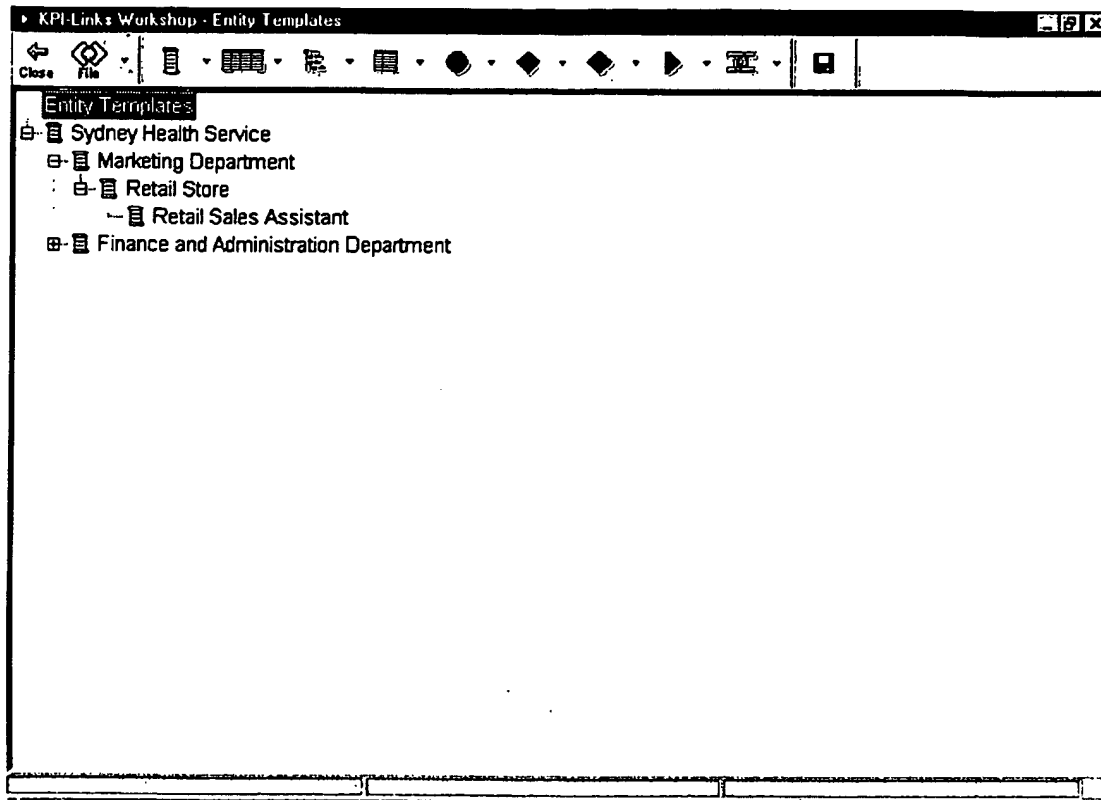 KPI-Links Workshop - Entity Templates
Close File
Entity Templates
Sydney Health Service
Marketing Department
Retail Store
Retail Sales Assistant
Finance and Administration Department